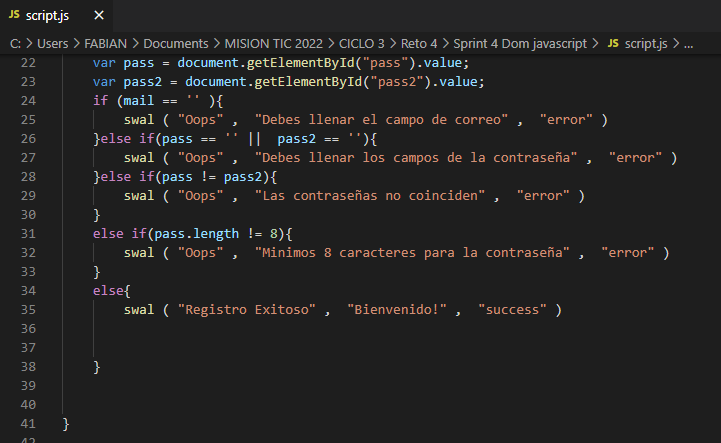 JS script.js ×
C: > Users > FABIAN > Documents > MISION TIC 2022 > CICLO 3 > Reto 4 > Sprint 4 Dom javascript > JS script.js > ...
22 var pass = document.getElementById("pass").value;
23 var pass2 = document.getElementById("pass2").value;
24 if (mail == '' ){
25 swal ( "Oops" , "Debes llenar el campo de correo" , "error" )
26 }else if(pass == '' || pass2 == ''){
27 swal ( "Oops" , "Debes llenar los campos de la contraseña" , "error" )
28 }else if(pass != pass2){
29 swal ( "Oops" , "Las contraseñas no coinciden" , "error" )
30 }
31 else if(pass.length != 8){
32 swal ( "Oops" , "Minimos 8 caracteres para la contraseña" , "error" )
33 }
34 else{
35 swal ( "Registro Exitoso" , "Bienvenido!" , "success" )
36
37
38 }
39
40
41 }
42